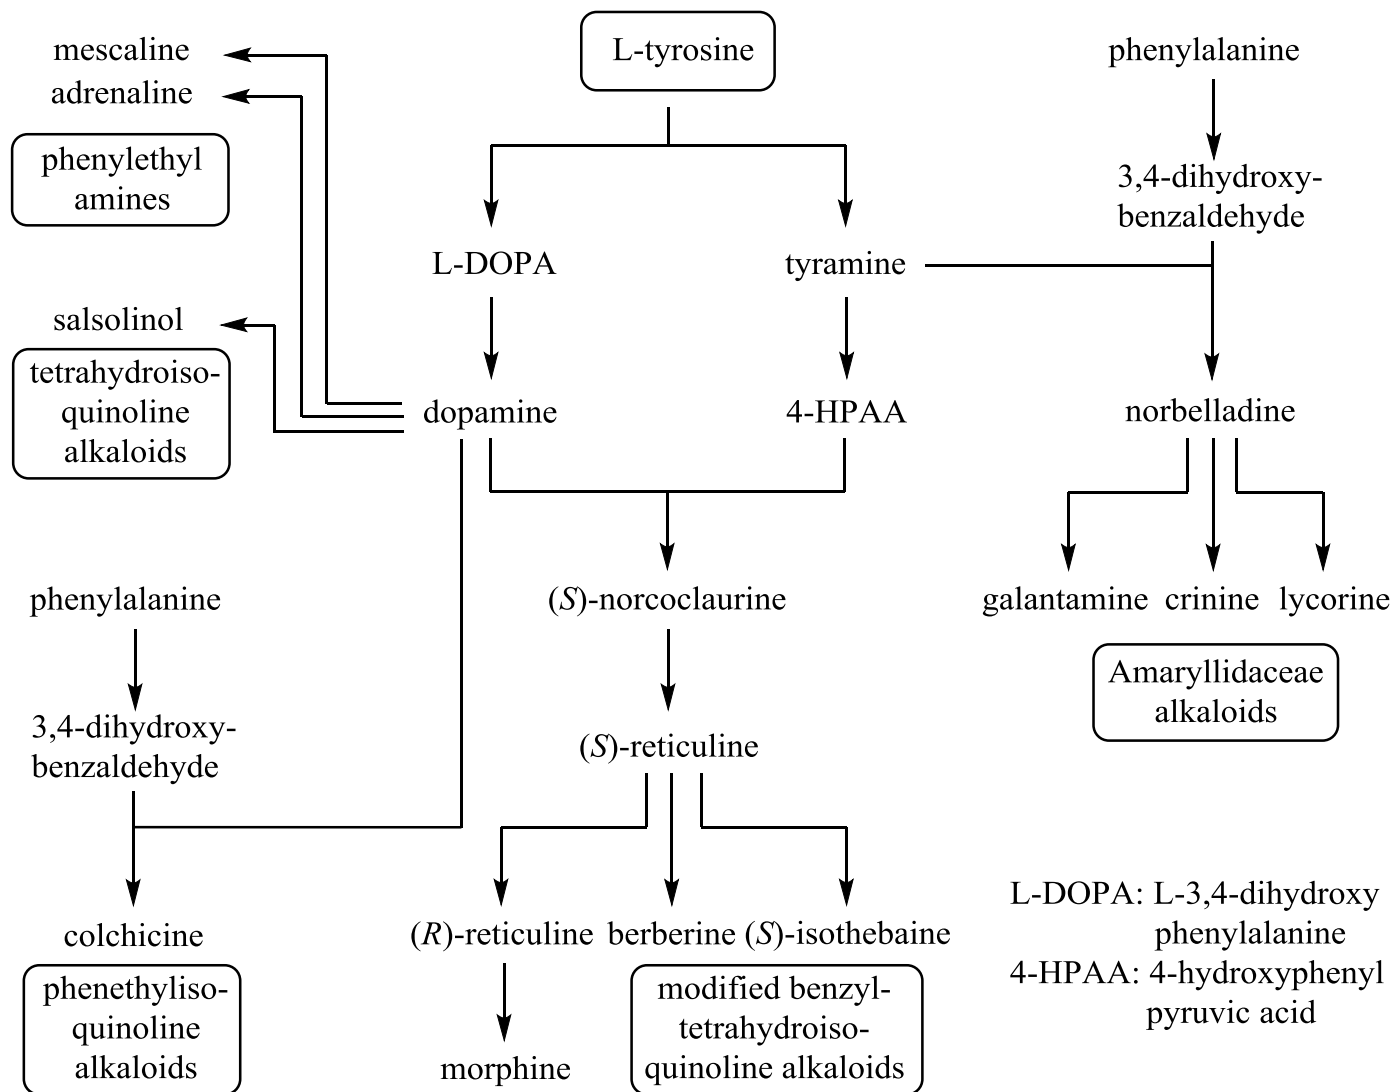 mescaline
adrenaline
phenylethyl
amines
L-tyrosine
phenylalanine
3,4-dihydroxy-
benzaldehyde
L-DOPA
tyramine
salsolinol
tetrahydroiso-
quinoline
alkaloids
dopamine
4-HPAA
norbelladine
phenylalanine
3,4-dihydroxy-
benzaldehyde
(S)-norcoclaurine
galantamine crinine lycorine
Amaryllidaceae
alkaloids
(S)-reticuline
colchicine
phenethyliso-
quinoline
alkaloids
(R)-reticuline berberine (S)-isothebaine
morphine
modified benzyl-
tetrahydroiso-
quinoline alkaloids
L-DOPA: L-3,4-dihydroxy
phenylalanine
4-HPAA: 4-hydroxyphenyl
pyruvic acid